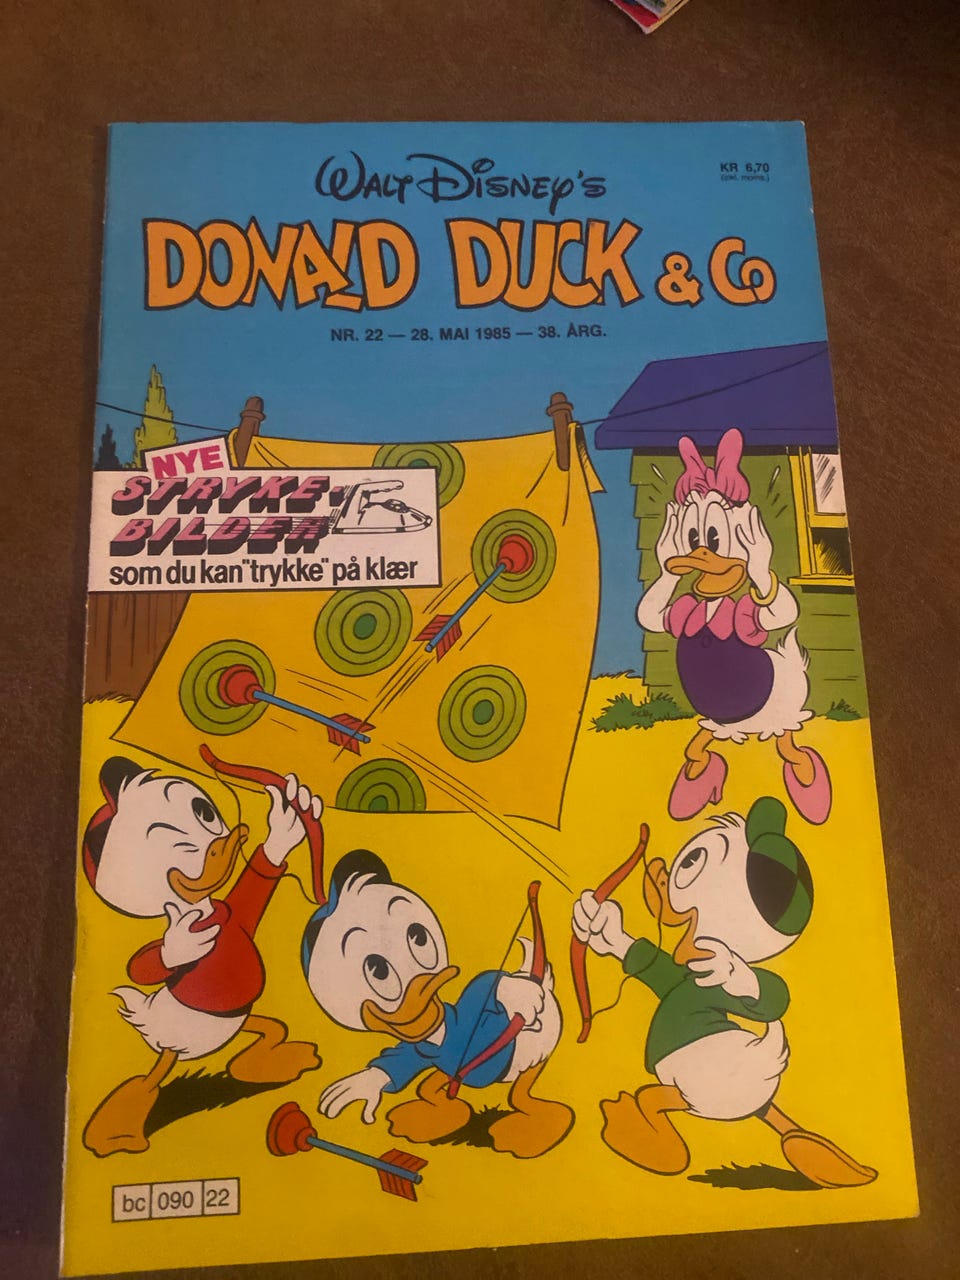 WALT DISNEY'S
KR 6,70
(inkl. moms.)
DONALD DUCK & Co
NR. 22 — 28. MAI 1985 — 38. ÅRG.
NYE
STRYKE-
BILDER
som du kan "trykke" på klær
bc 090 22